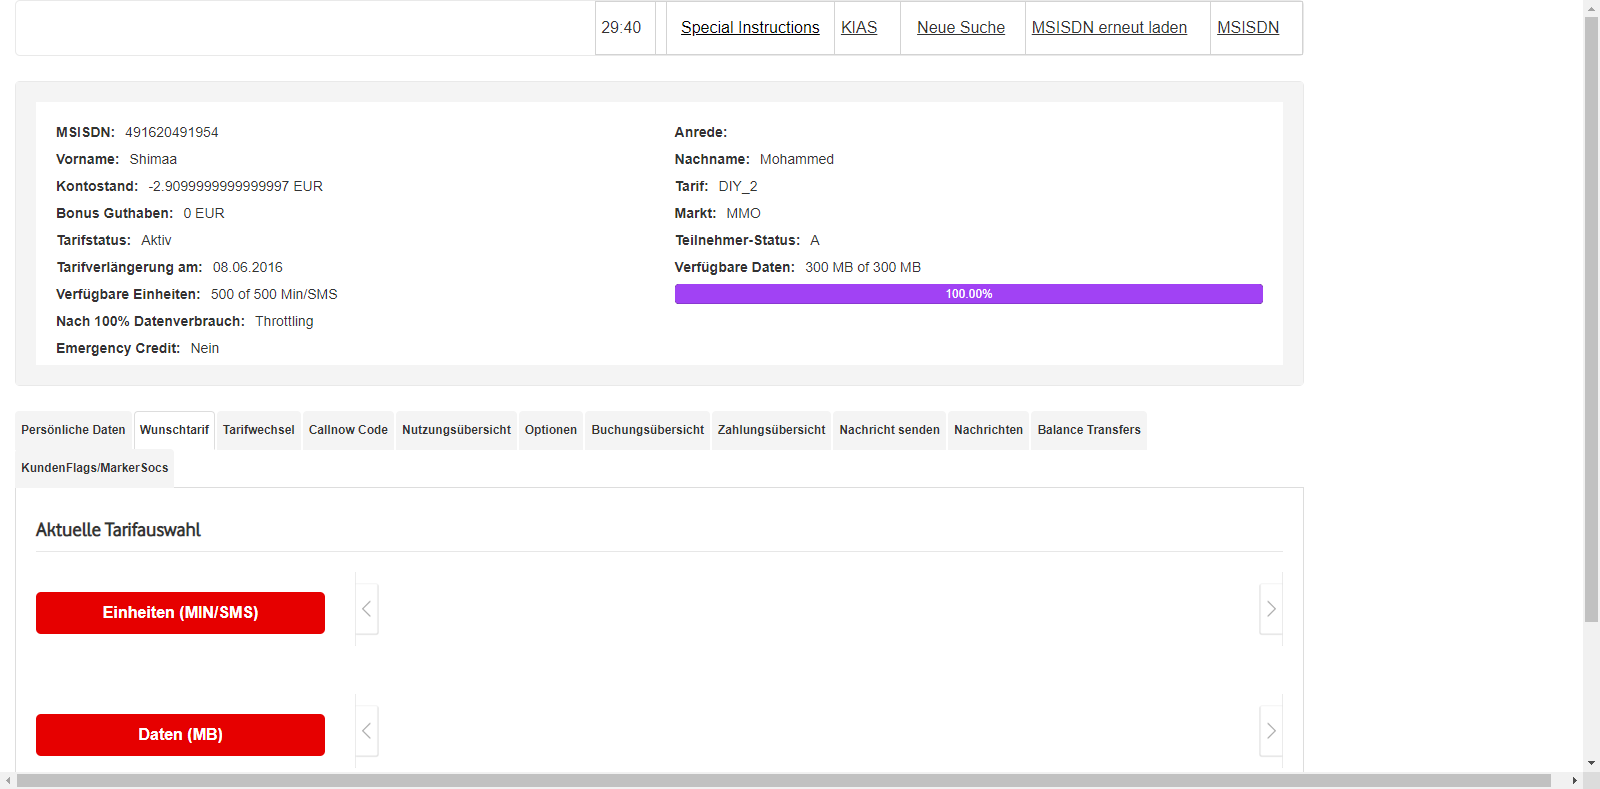 29:40 Special Instructions KIAS Neue Suche MSISDN erneut laden MSISDN
MSISDN: 491620491954
Vorname: Shimaa
Kontostand: -2.9099999999999997 EUR
Bonus Guthaben: 0 EUR
Tarifstatus: Aktiv
Tarifverlängerung am: 08.06.2016
Verfügbare Einheiten: 500 of 500 Min/SMS
Nach 100% Datenverbrauch: Throttling
Emergency Credit: Nein
Anrede:
Nachname: Mohammed
Tarif: DIY_2
Markt: MMO
Teilnehmer-Status: A
Verfügbare Daten: 300 MB of 300 MB
100.00%
Persönliche Daten Wunschtarif Tarifwechsel Callnow Code Nutzungsübersicht Optionen Buchungsübersicht Zahlungsübersicht Nachricht senden Nachrichten Balance Transfers
KundenFlags/MarkerSocs
Aktuelle Tarifauswahl
Einheiten (MIN/SMS)
Daten (MB)